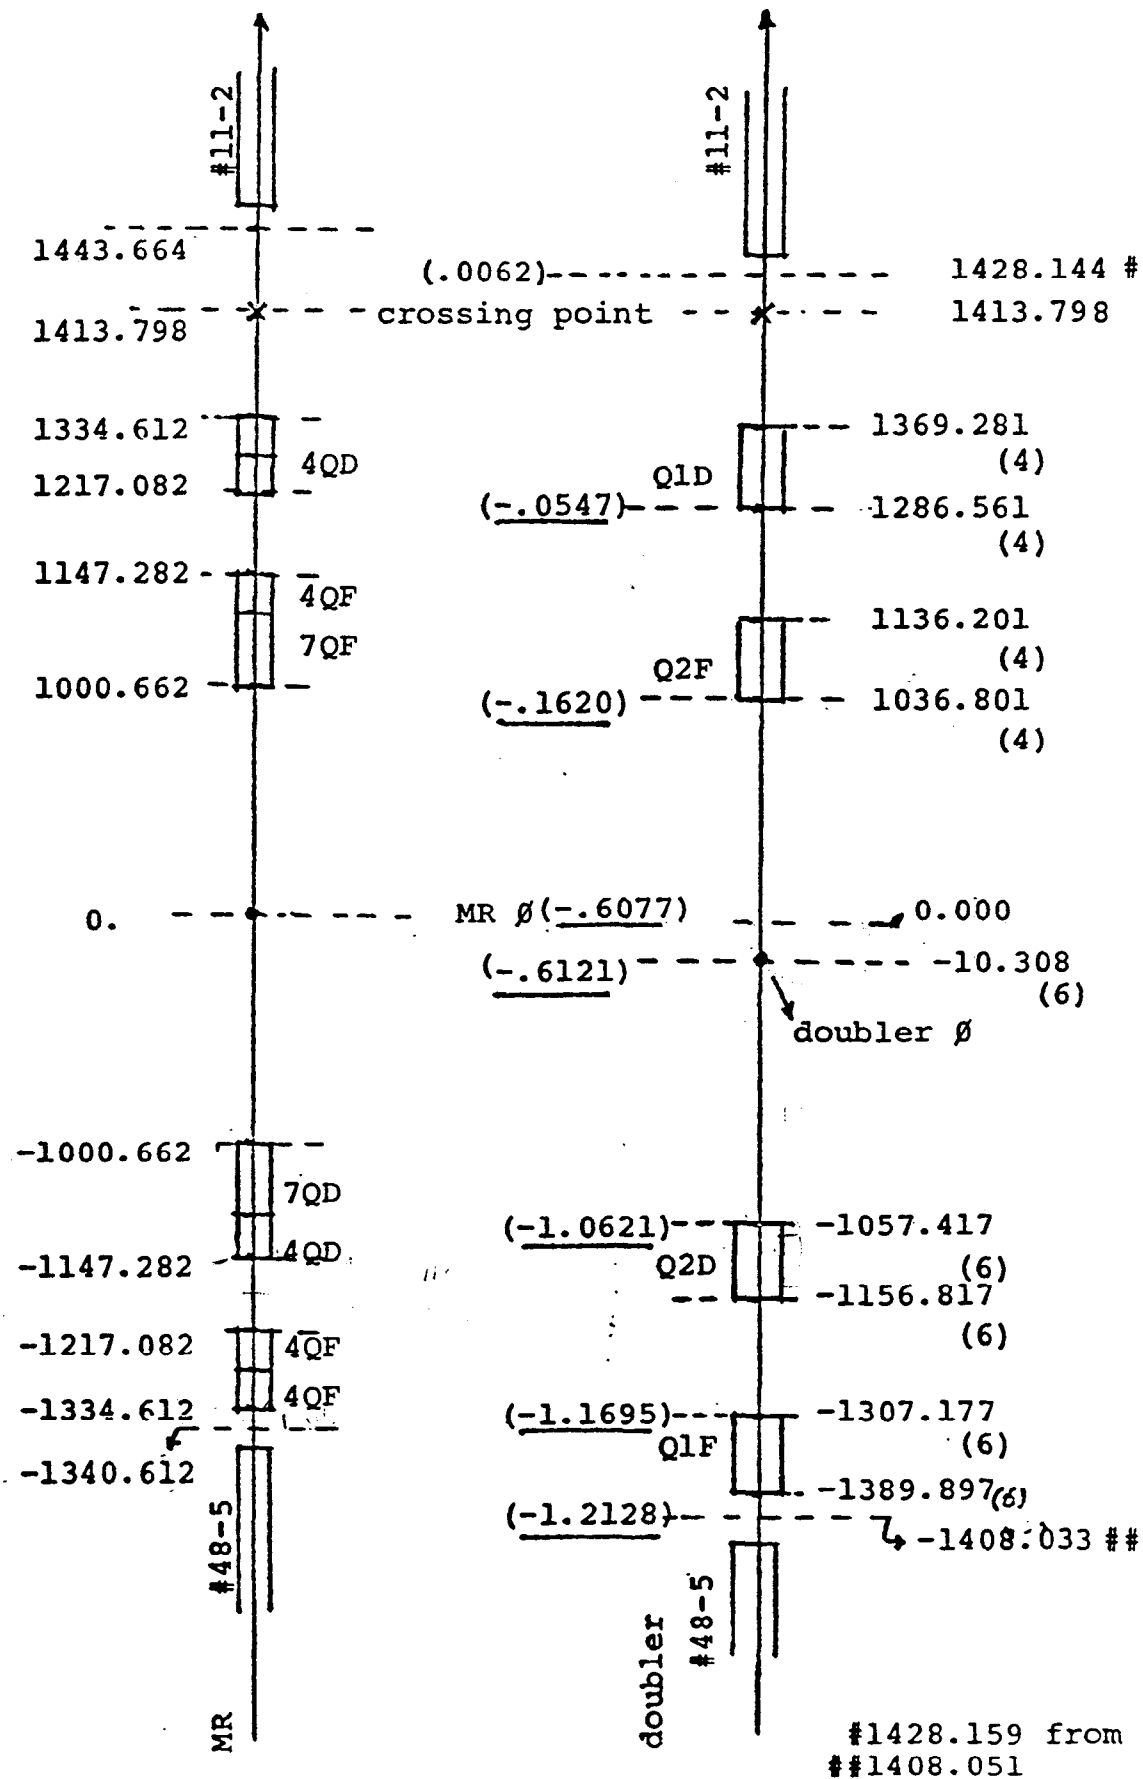 #11-2
#11-2
1443.664
(.0062)
1428.144 #
1413.798
crossing point
1413.798
1334.612
4QD
1217.082
Q1D
1369.281
(4)
(-.0547)
1286.561
(4)
1147.282
4QF
7QF
1000.662
1136.201
(4)
Q2F
(-.1620)
1036.801
(4)
0.
MR ø(-.6077)
0.000
(-.6121)
-10.308
(6)
doubler ø
-1000.662
7QD
4QD
-1147.282
(-1.0621)
-1057.417
(6)
Q2D
-1156.817
(6)
-1217.082
4QF
4QF
-1334.612
-1340.612
(-1.1695)
-1307.177
(6)
Q1F
-1389.897(6)
(-1.2128)
-1408.033 ##
#48-5
#48-5
MR
doubler
#1428.159 from
##1408.051